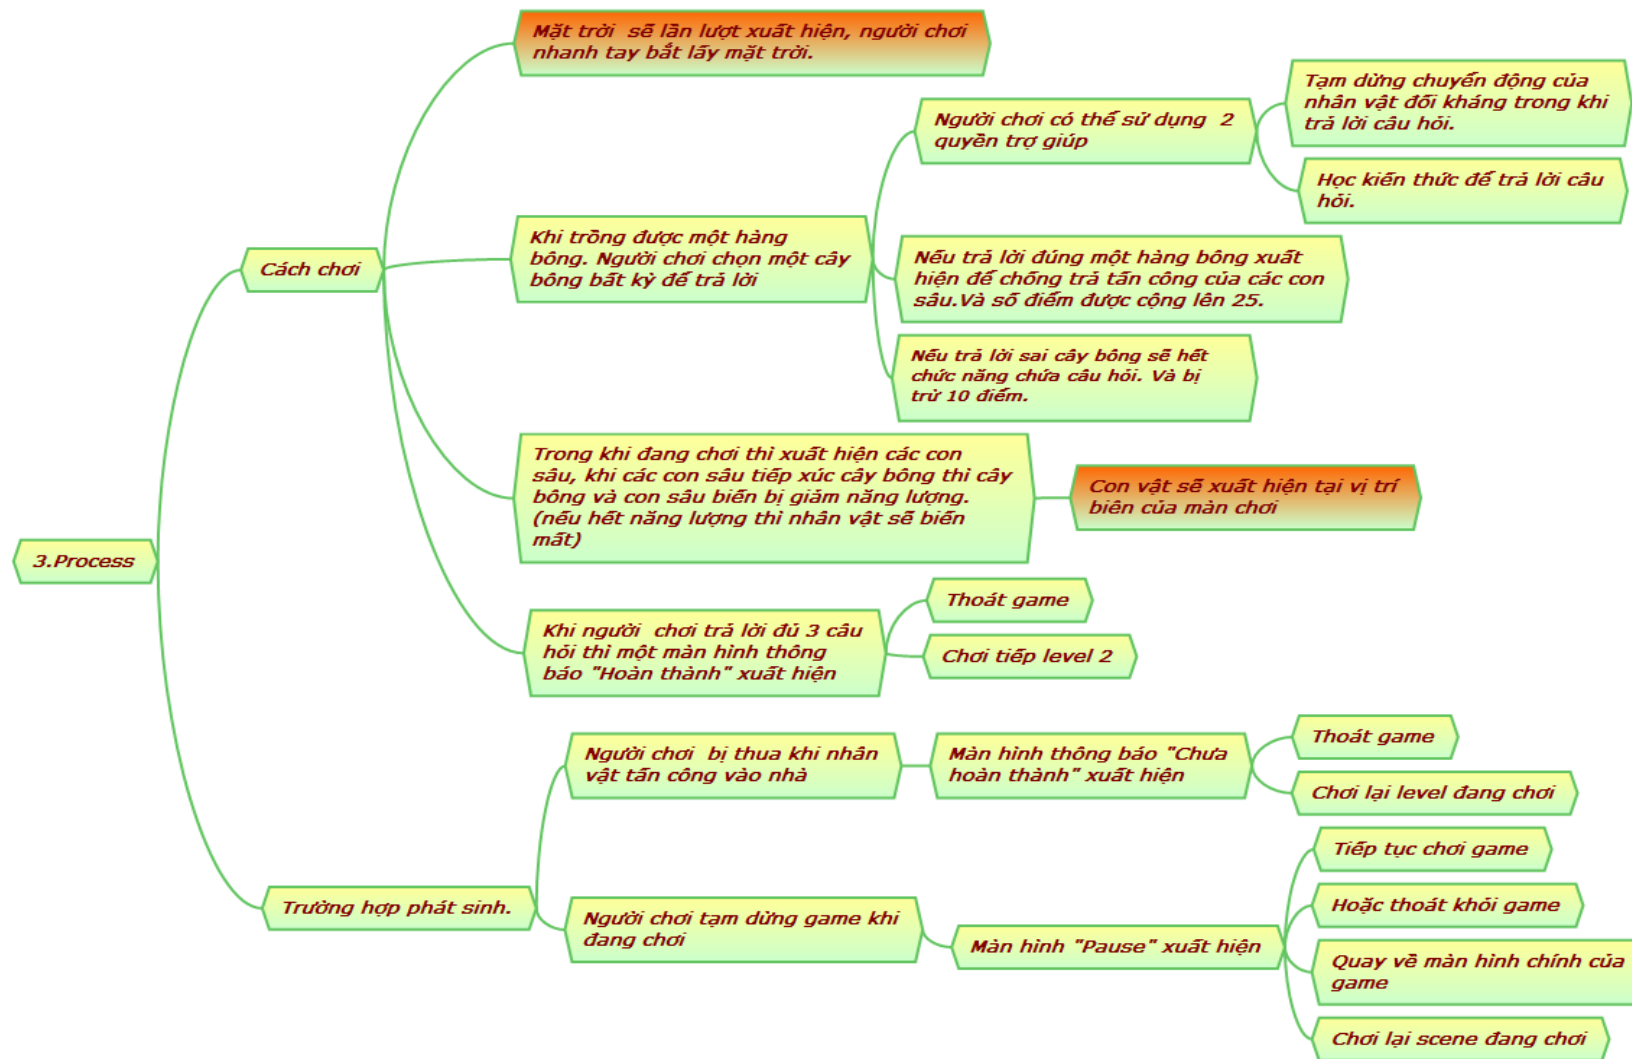 Mặt trời  sẽ lần lượt xuất hiện, người chơi
nhanh tay bắt lấy mặt trời.
Tạm dừng chuyển động của
nhân vật đối kháng trong khi
trả lời câu hỏi.
Người chơi có thể sử dụng  2
quyền trợ giúp
Học kiến thức để trả lời câu
hỏi.
Khi trồng được một hàng
bông. Người chơi chọn một cây
bông bất kỳ để trả lời
Cách chơi
Nếu trả lời đúng một hàng bông xuất
hiện để chống trả tấn công của các con
sâu.Và số điểm được cộng lên 25.
Nếu trả lời sai cây bông sẽ hết
chức năng chứa câu hỏi. Và bị
trừ 10 điểm.
Trong khi đang chơi thì xuất hiện các con
sâu, khi các con sâu tiếp xúc cây bông thì cây
bông và con sâu biến bị giảm năng lượng.
(nếu hết năng lượng thì nhân vật sẽ biến
mất)
Con vật sẽ xuất hiện tại vị trí
biên của màn chơi
3.Process
Khi người  chơi trả lời đủ 3 câu
hỏi thì một màn hình thông
báo "Hoàn thành" xuất hiện
Thoát game
Chơi tiếp level 2
Người chơi  bị thua khi nhân
vật tấn công vào nhà
Màn hình thông báo "Chưa
hoàn thành" xuất hiện
Thoát game
Chơi lại level đang chơi
Trường hợp phát sinh.
Người chơi tạm dừng game khi
đang chơi
Màn hình "Pause" xuất hiện
Tiếp tục chơi game
Hoặc thoát khỏi game
Quay về màn hình chính của
game
Chơi lại scene đang chơi